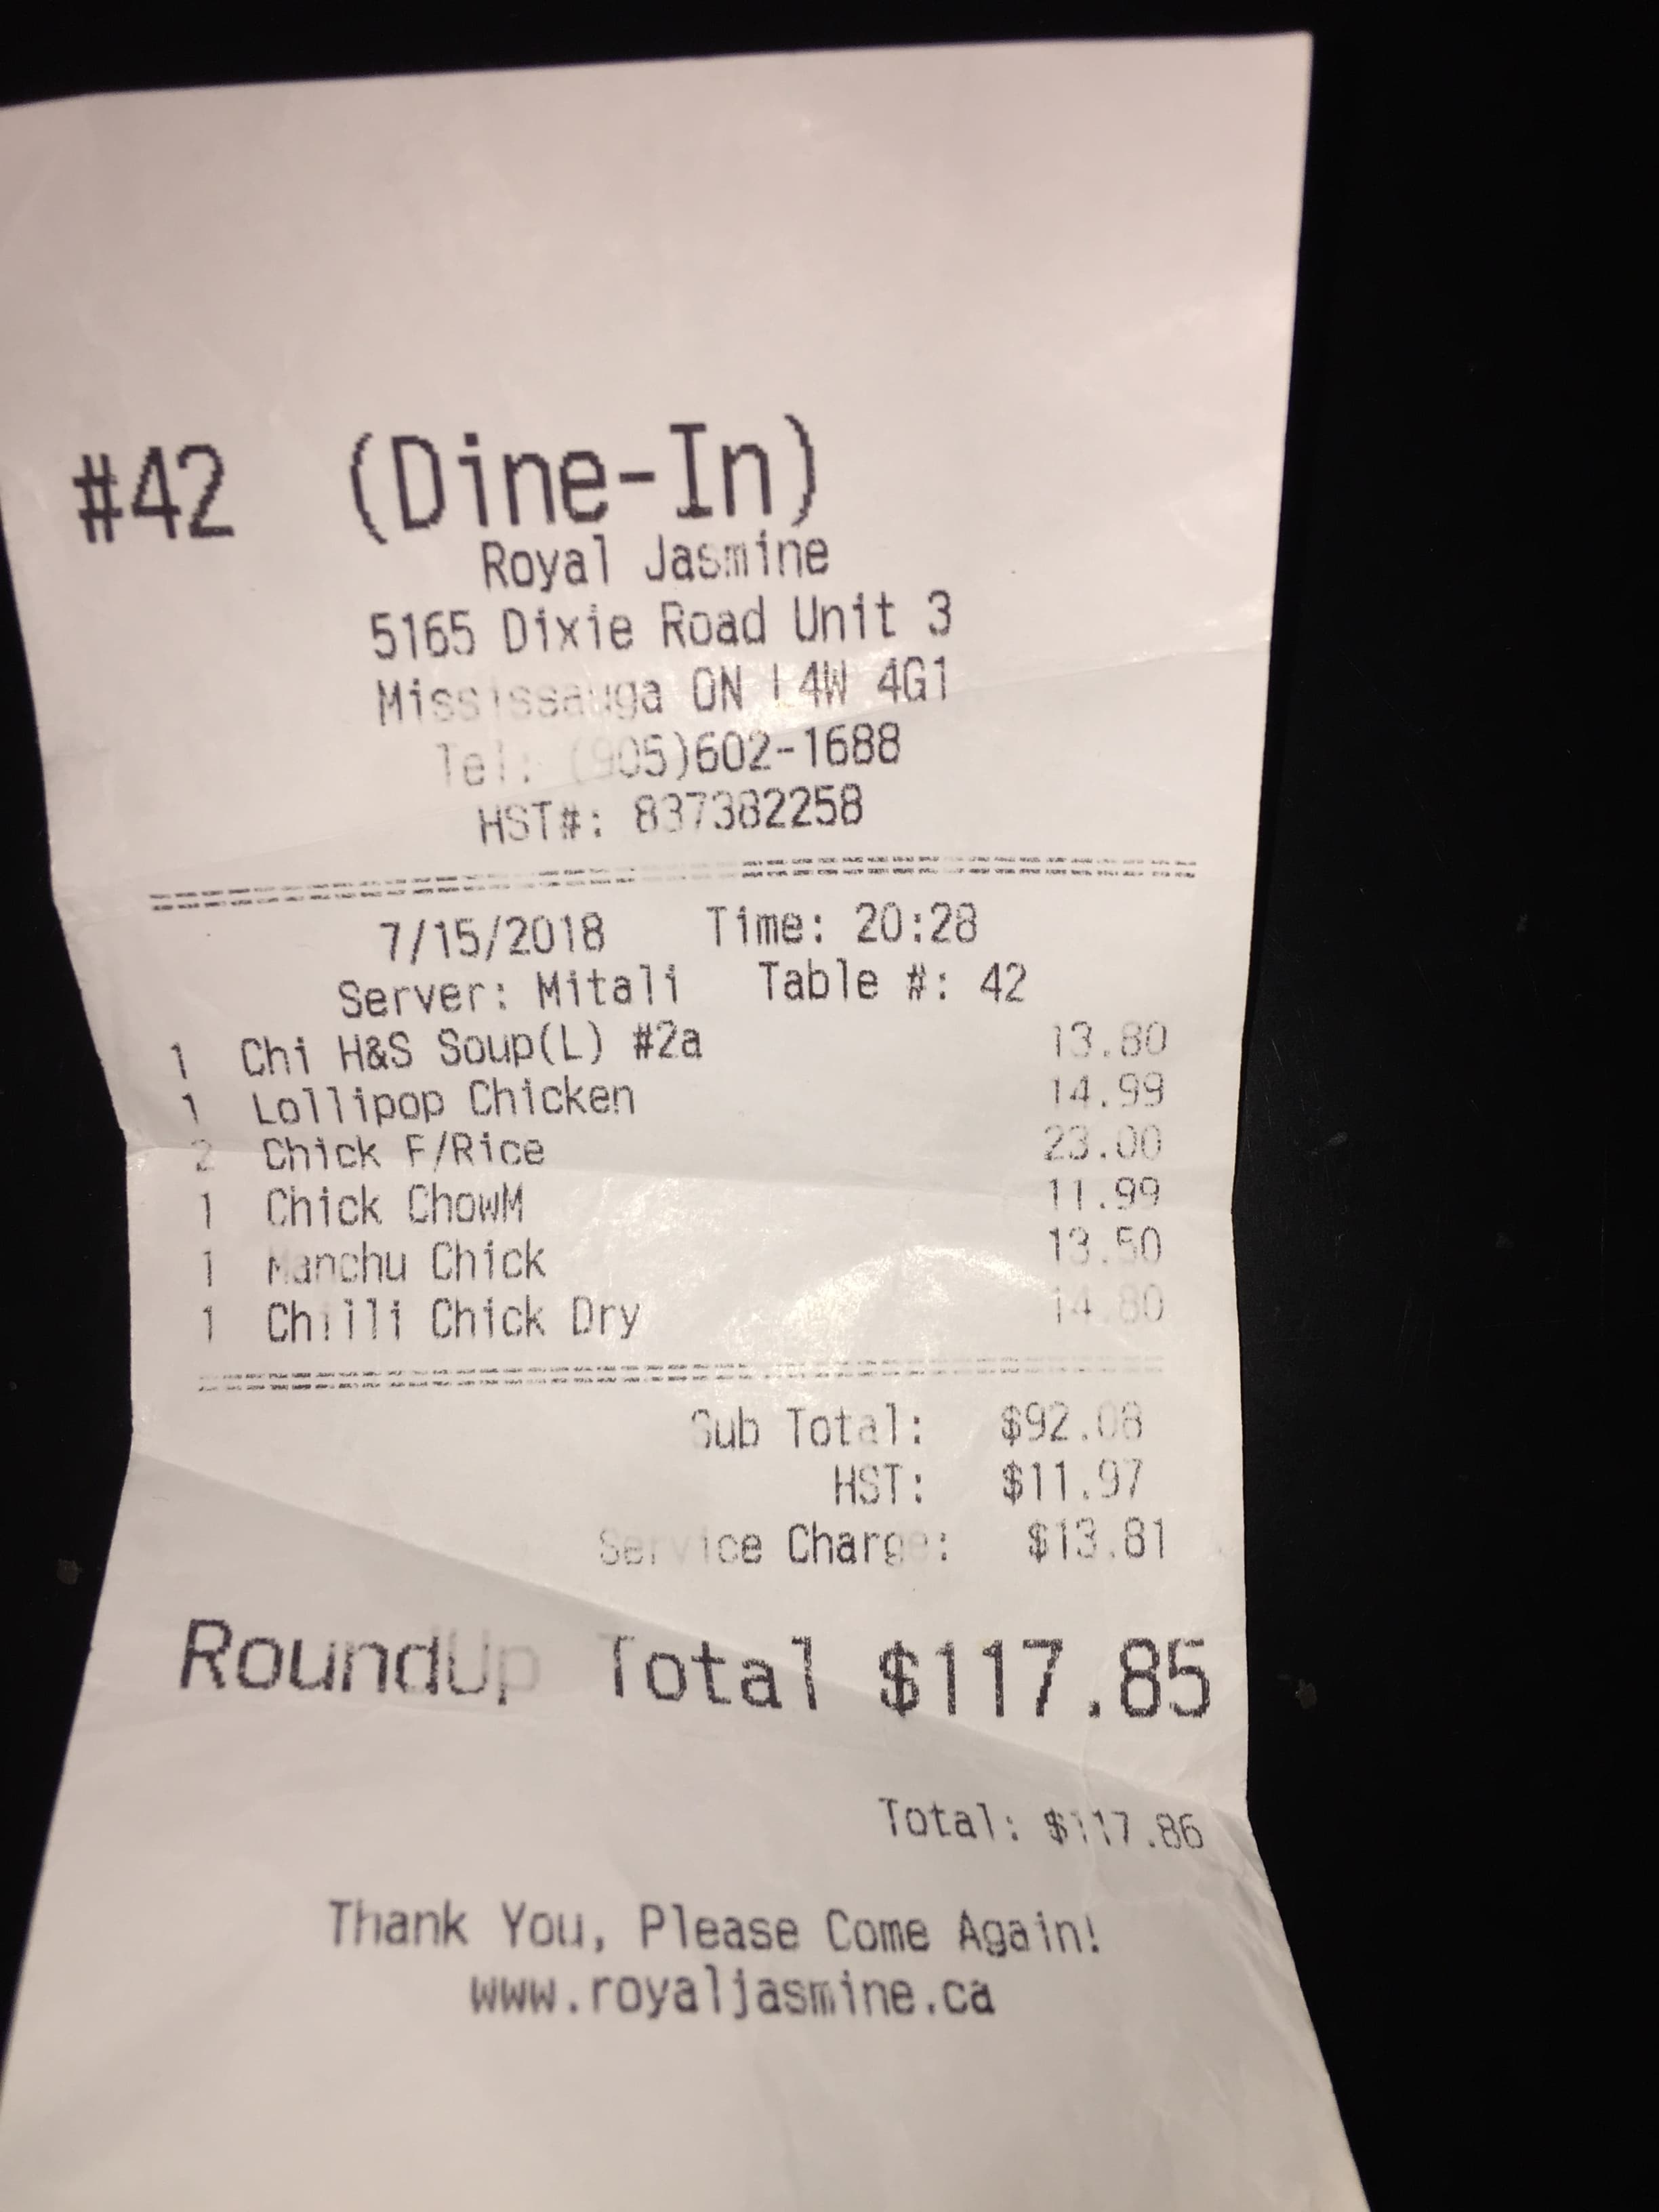 #42 (Dine-In)
Royal Jasmine
5165 Dixie Road Unit 3
Mississauga ON L4W 4G1
Tel: (905)602-1688
HST#: 837382258
7/15/2018 Time: 20:28
Server: Mitali Table #: 42
1 Chi H&S Soup(L) #2a 13.80
1 Lollipop Chicken 14.99
2 Chick F/Rice 23.00
1 Chick ChowM 11.99
1 Manchu Chick 13.50
1 Chilli Chick Dry 14.80
Sub Total: $92.08
HST: $11.97
Service Charge: $13.81
RoundUp Total $117.85
Total: $117.86
Thank You, Please Come Again!
www.royaljasmine.ca